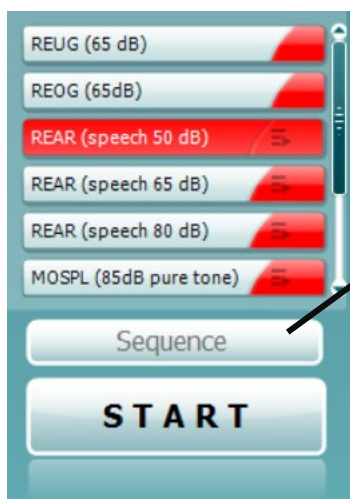 REUG (65 dB)
REOG (65dB)
REAR (speech 50 dB)
REAR (speech 65 dB)
REAR (speech 80 dB)
MOSPL (85dB pure tone)
Sequence
START